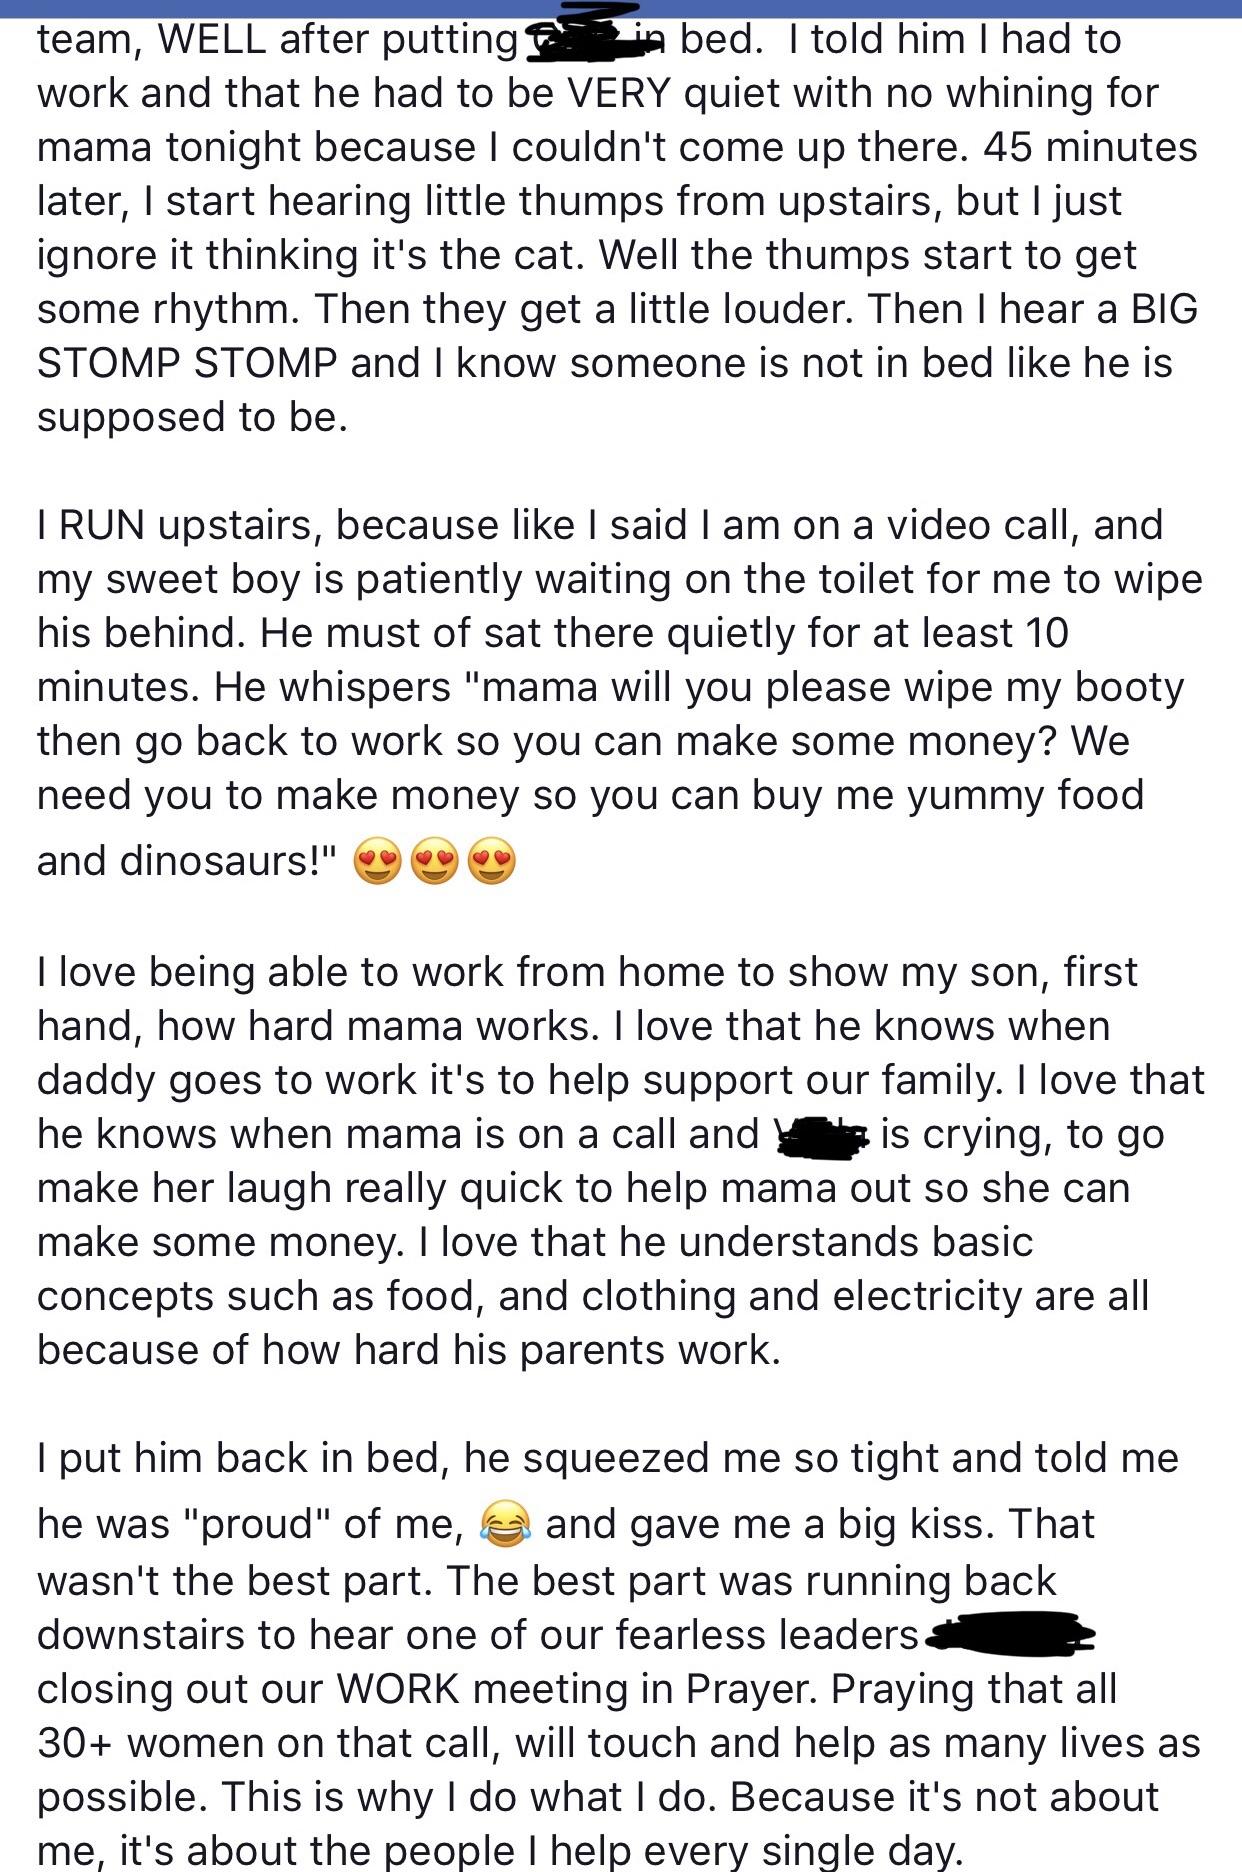 team, WELL after putting in bed. I told him I had to
work and that he had to be VERY quiet with no whining for
mama tonight because I couldn't come up there. 45 minutes
later, I start hearing little thumps from upstairs, but I just
ignore it thinking it's the cat. Well the thumps start to get
some rhythm. Then they get a little louder. Then I hear a BIG
STOMP STOMP and I know someone is not in bed like he is
supposed to be.
I RUN upstairs, because like I said I am on a video call, and
my sweet boy is patiently waiting on the toilet for me to wipe
his behind. He must of sat there quietly for at least 10
minutes. He whispers "mama will you please wipe my booty
then go back to work so you can make some money? We
need you to make money so you can buy me yummy food
and dinosaurs!" 😍😍😍
I love being able to work from home to show my son, first
hand, how hard mama works. I love that he knows when
daddy goes to work it's to help support our family. I love that
he knows when mama is on a call and is crying, to go
make her laugh really quick to help mama out so she can
make some money. I love that he understands basic
concepts such as food, and clothing and electricity are all
because of how hard his parents work.
I put him back in bed, he squeezed me so tight and told me
he was "proud" of me, 😂 and gave me a big kiss. That
wasn't the best part. The best part was running back
downstairs to hear one of our fearless leaders
closing out our WORK meeting in Prayer. Praying that all
30+ women on that call, will touch and help as many lives as
possible. This is why I do what I do. Because it's not about
me, it's about the people I help every single day.